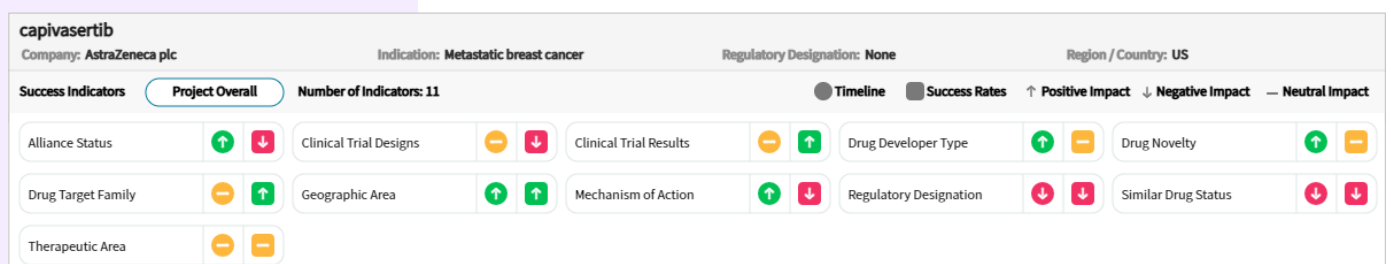 capivasertib
Company: AstraZeneca plc Indication: Metastatic breast cancer Regulatory Designation: None Region / Country: US
Success Indicators Project Overall Number of Indicators: 11 Timeline Success Rates ↑ Positive Impact ↓ Negative Impact — Neutral Impact
Alliance Status Clinical Trial Designs Clinical Trial Results Drug Developer Type Drug Novelty
Drug Target Family Geographic Area Mechanism of Action Regulatory Designation Similar Drug Status
Therapeutic Area